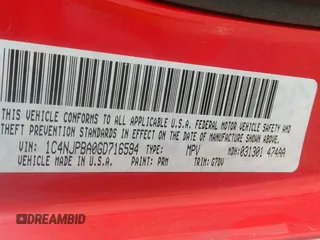 THIS VEHICLE CONFORMS TO ALL APPLICABLE U.S.A. FEDERAL MOTOR VEHICLE SAFETY AND
THEFT PREVENTION STANDARDS IN EFFECT ON THE DATE OF MANUFACTURE SHOWN ABOVE.
VIN: 1C4NJPBA0GD716594 TYPE: MPV MDH: 031301 474AA
VEHICLE MADE IN U.S.A. PAINT: PRM TRIM: G7DV
DREAMBID